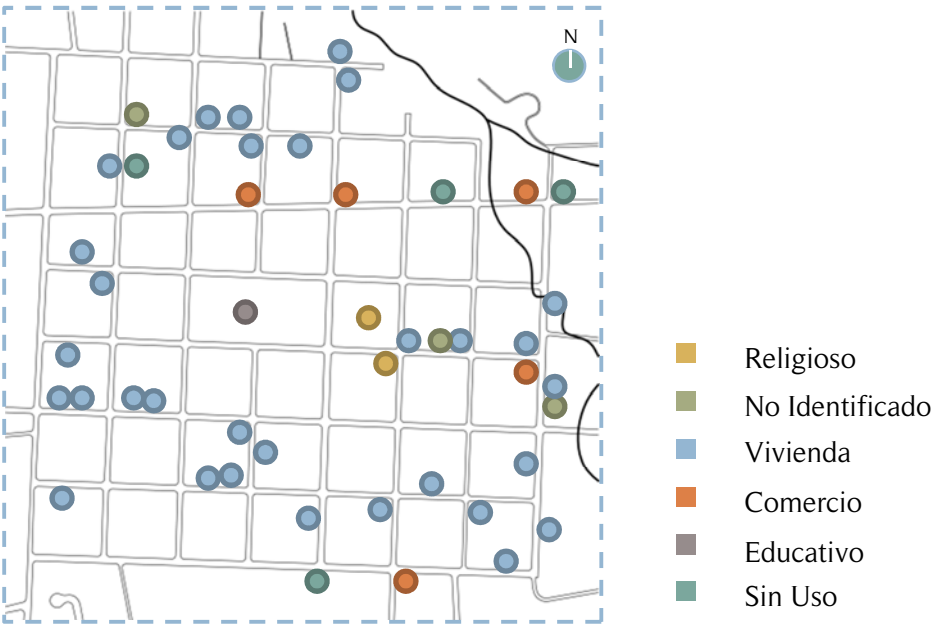 N
Religioso
No Identificado
Vivienda
Comercio
Educativo
Sin Uso